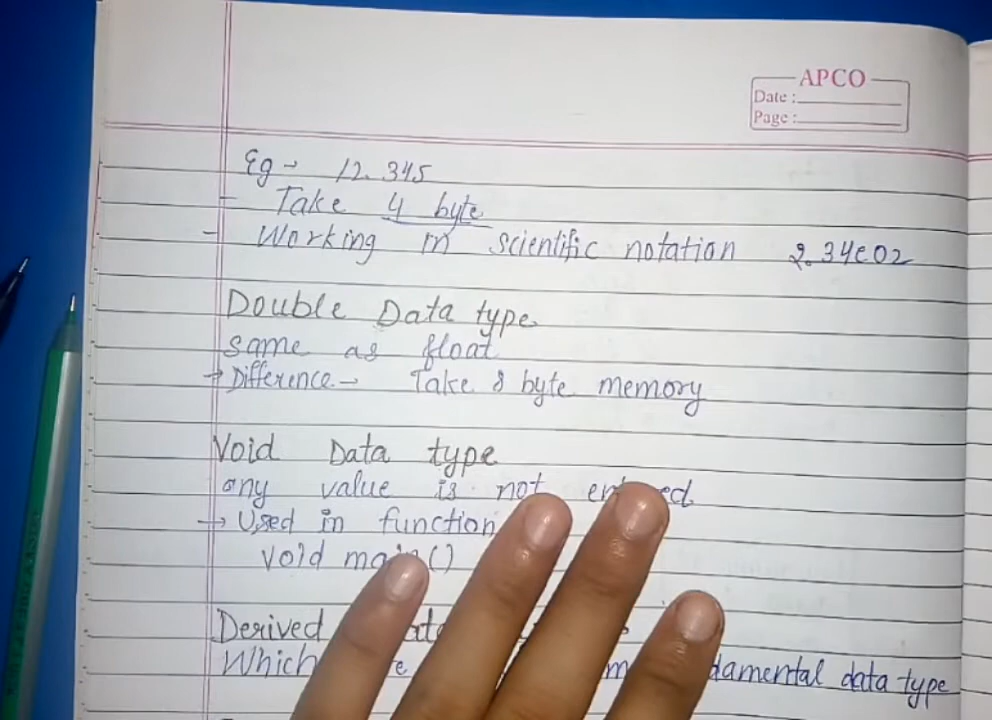 APCO
Date :
Page :
Eg → 12.345
- Take 4 byte
- Working in scientific notation 2.34e02
Double Data type
same as float
→ Difference → Take 8 byte memory
Void Data type
any value is not
→ Used in function
void main()
Derived
Which data type